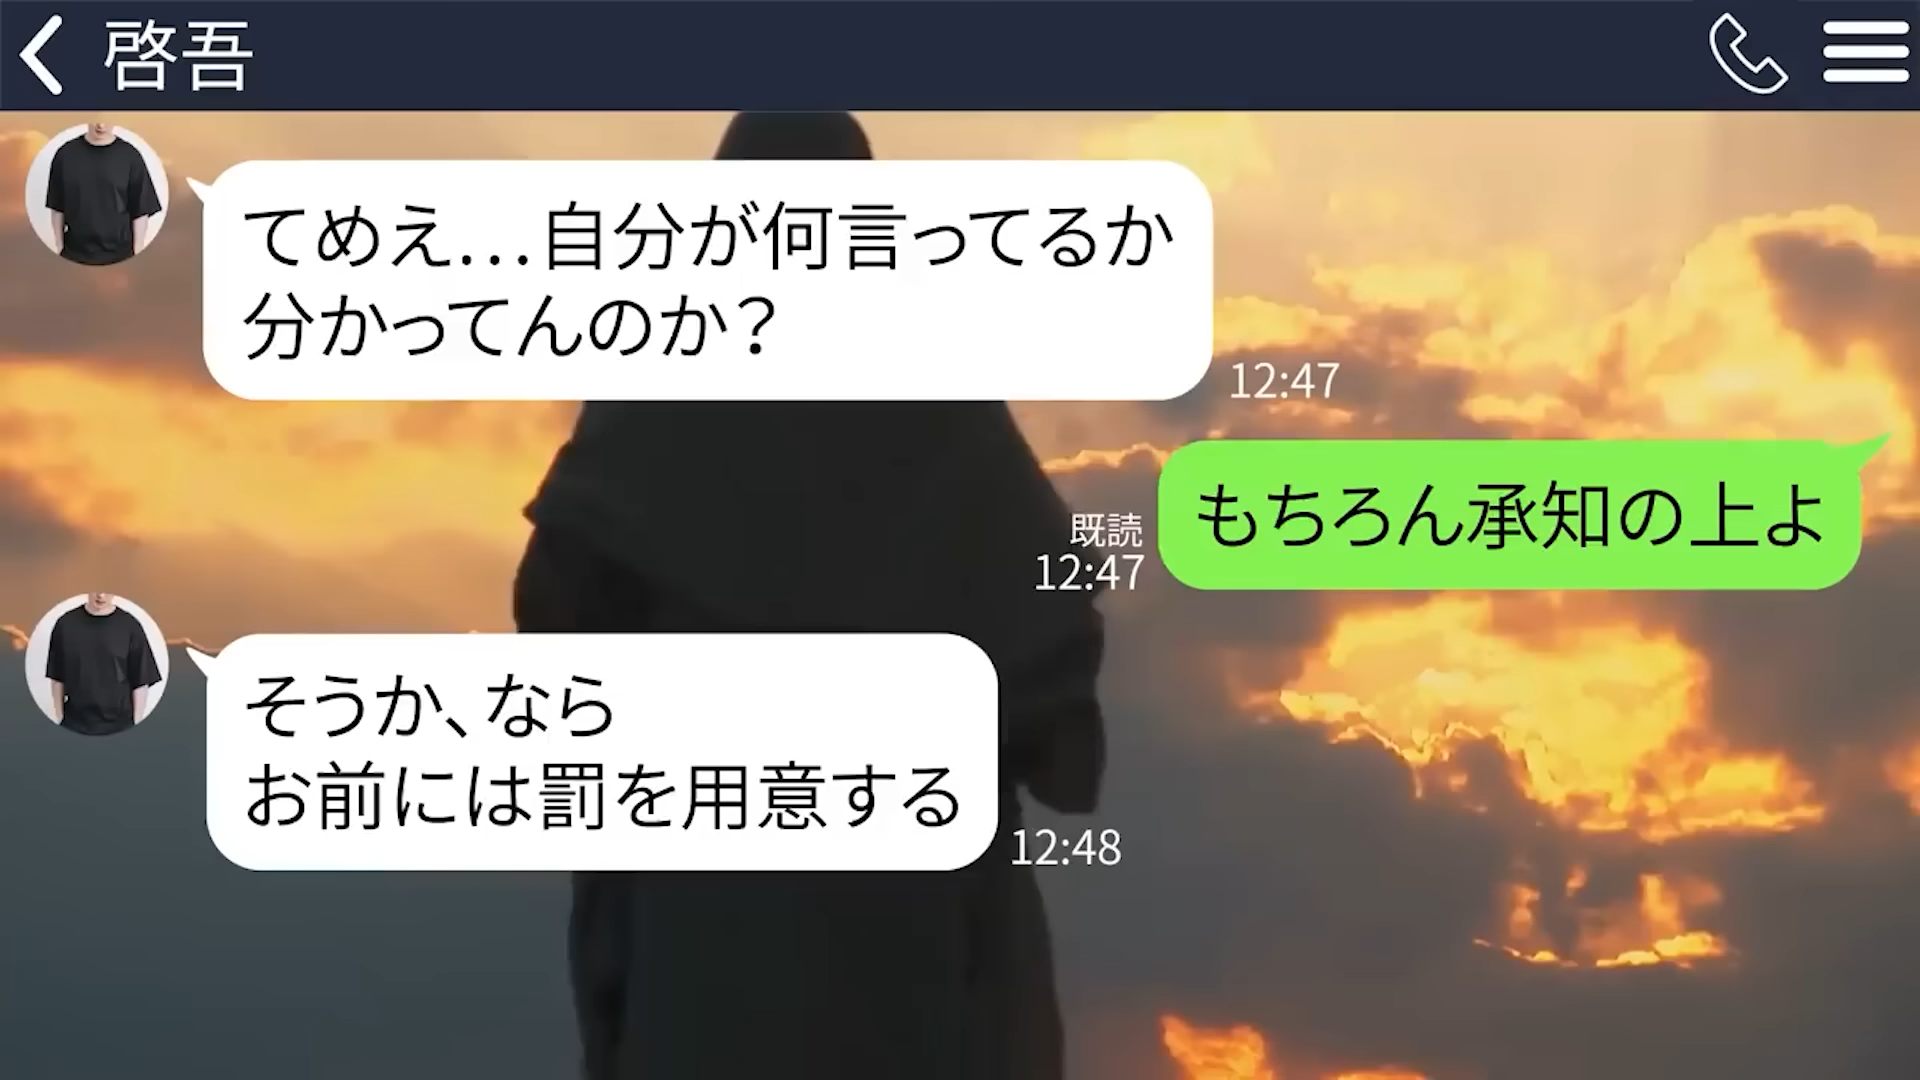 啓吾
てめえ…自分が何言ってるか
分かってんのか?
12:47
もちろん承知の上よ
既読
12:47
そうか、なら
お前には罰を用意する
12:48